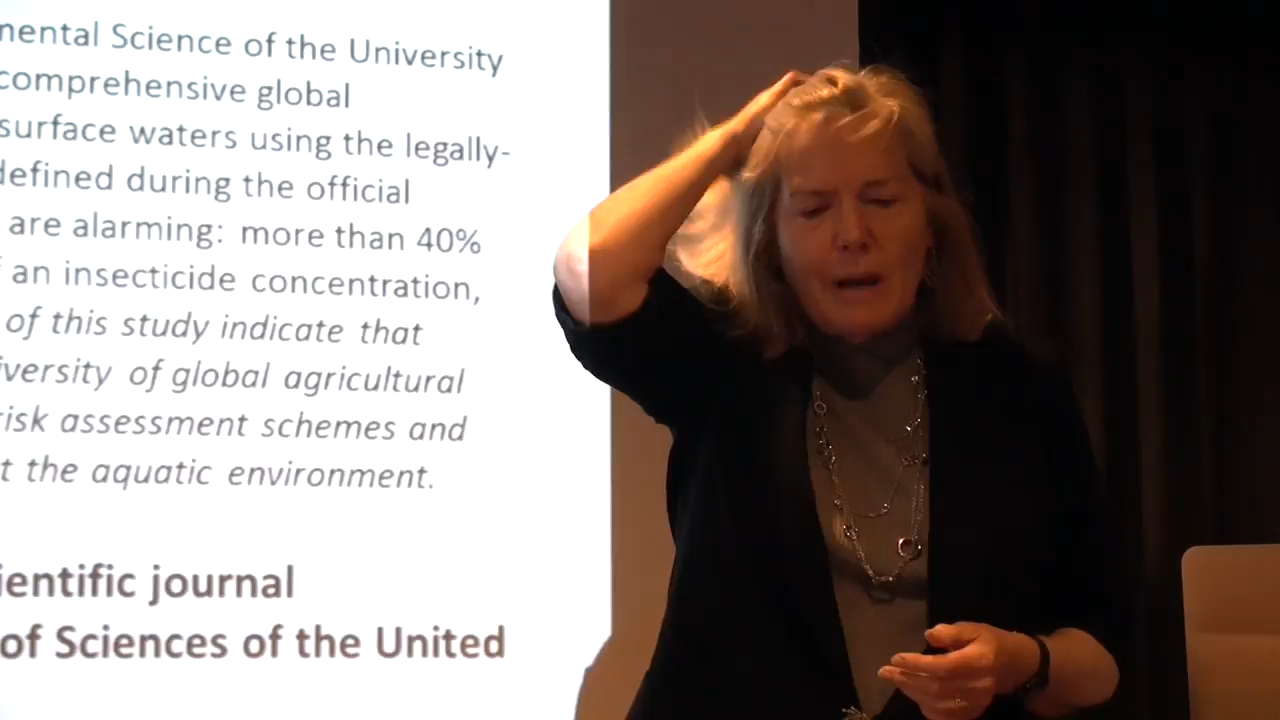 mental Science of the University
comprehensive global
surface waters using the legally-
defined during the official
are alarming: more than 40%
an insecticide concentration,
of this study indicate that
iversity of global agricultural
risk assessment schemes and
t the aquatic environment.
ientific journal
of Sciences of the United